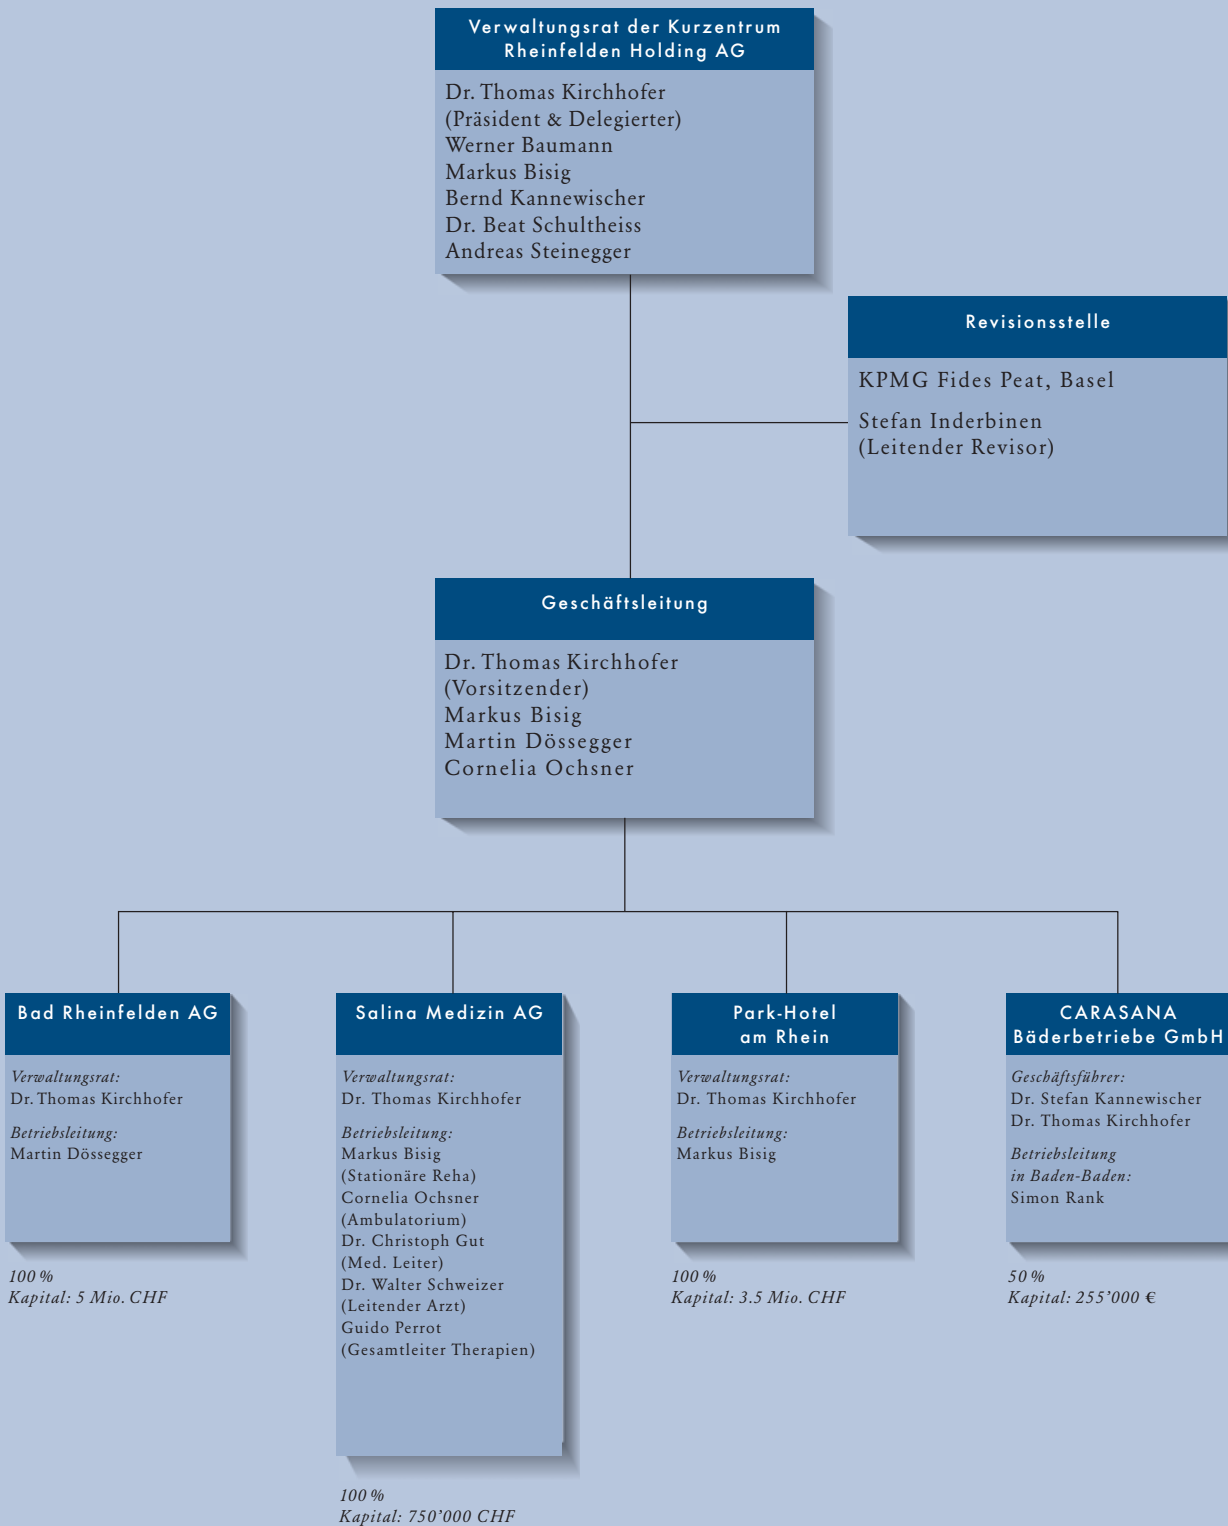 Verwaltungsrat der Kurzentrum
Rheinfelden Holding AG
Dr. Thomas Kirchhofer
(Präsident & Delegierter)
Werner Baumann
Markus Bisig
Bernd Kannewischer
Dr. Beat Schultheiss
Andreas Steinegger
Revisionsstelle
KPMG Fides Peat, Basel
Stefan Inderbinen
(Leitender Revisor)
Geschäftsleitung
Dr. Thomas Kirchhofer
(Vorsitzender)
Markus Bisig
Martin Dössegger
Cornelia Ochsner
Bad Rheinfelden AG
Verwaltungsrat:
Dr. Thomas Kirchhofer
Betriebsleitung:
Martin Dössegger
100 %
Kapital: 5 Mio. CHF
Salina Medizin AG
Verwaltungsrat:
Dr. Thomas Kirchhofer
Betriebsleitung:
Markus Bisig
(Stationäre Reha)
Cornelia Ochsner
(Ambulatorium)
Dr. Christoph Gut
(Med. Leiter)
Dr. Walter Schweizer
(Leitender Arzt)
Guido Perrot
(Gesamtleiter Therapien)
100 %
Kapital: 750’000 CHF
Park-Hotel
am Rhein
Verwaltungsrat:
Dr. Thomas Kirchhofer
Betriebsleitung:
Markus Bisig
100 %
Kapital: 3.5 Mio. CHF
CARASANA
Bäderbetriebe GmbH
Geschäftsführer:
Dr. Stefan Kannewischer
Dr. Thomas Kirchhofer
Betriebsleitung
in Baden-Baden:
Simon Rank
50 %
Kapital: 255’000 €